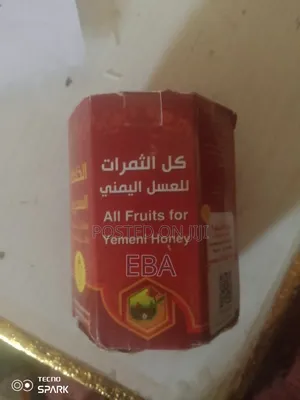 كل الثمرات
للعسل اليمني
All Fruits for
Yemeni Honey
POSTED ON JIJI
EBA
TECNO
SPARK